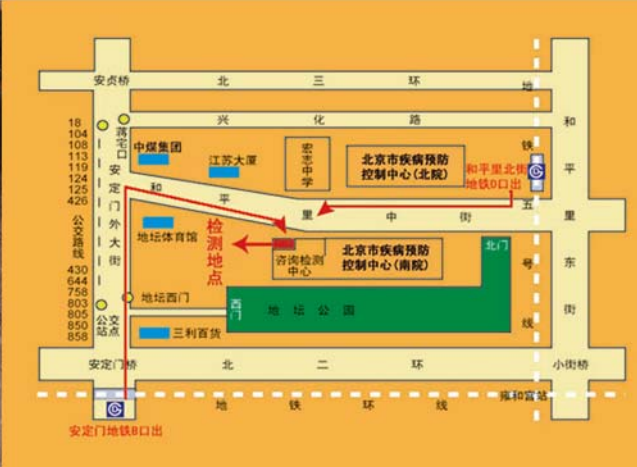 安贞桥
北三环
兴化路
蒋宅口
安定门外大街
中煤集团
江苏大厦
宏志中学
北京市疾病预防
控制中心(北院)
和平里北街
地铁D口出
地铁五号线
和平里东街
和平里中街
18
104
108
113
119
124
125
426
公交路线
430
644
758
803
805
850
858
公交
站点
地坛体育馆
检测地点
咨询检测
中心
北京市疾病预防
控制中心(南院)
北门
西门
地坛公园
地坛西门
三利百货
安定门桥
北二环
小街桥
雍和宫站
地铁环线
安定门地铁B口出